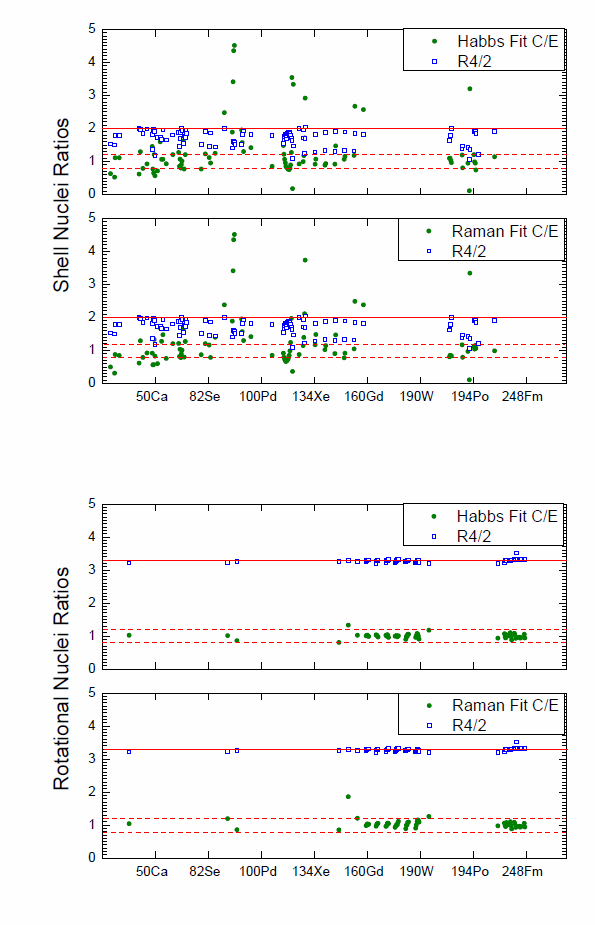 Shell Nuclei Ratios
5
4
3
2
1
0
Habbs Fit C/E
R4/2
5
4
3
2
1
0
Raman Fit C/E
R4/2
50Ca 82Se 100Pd 134Xe 160Gd 190W 194Po 248Fm
Rotational Nuclei Ratios
5
4
3
2
1
0
Habbs Fit C/E
R4/2
5
4
3
2
1
0
Raman Fit C/E
R4/2
50Ca 82Se 100Pd 134Xe 160Gd 190W 194Po 248Fm